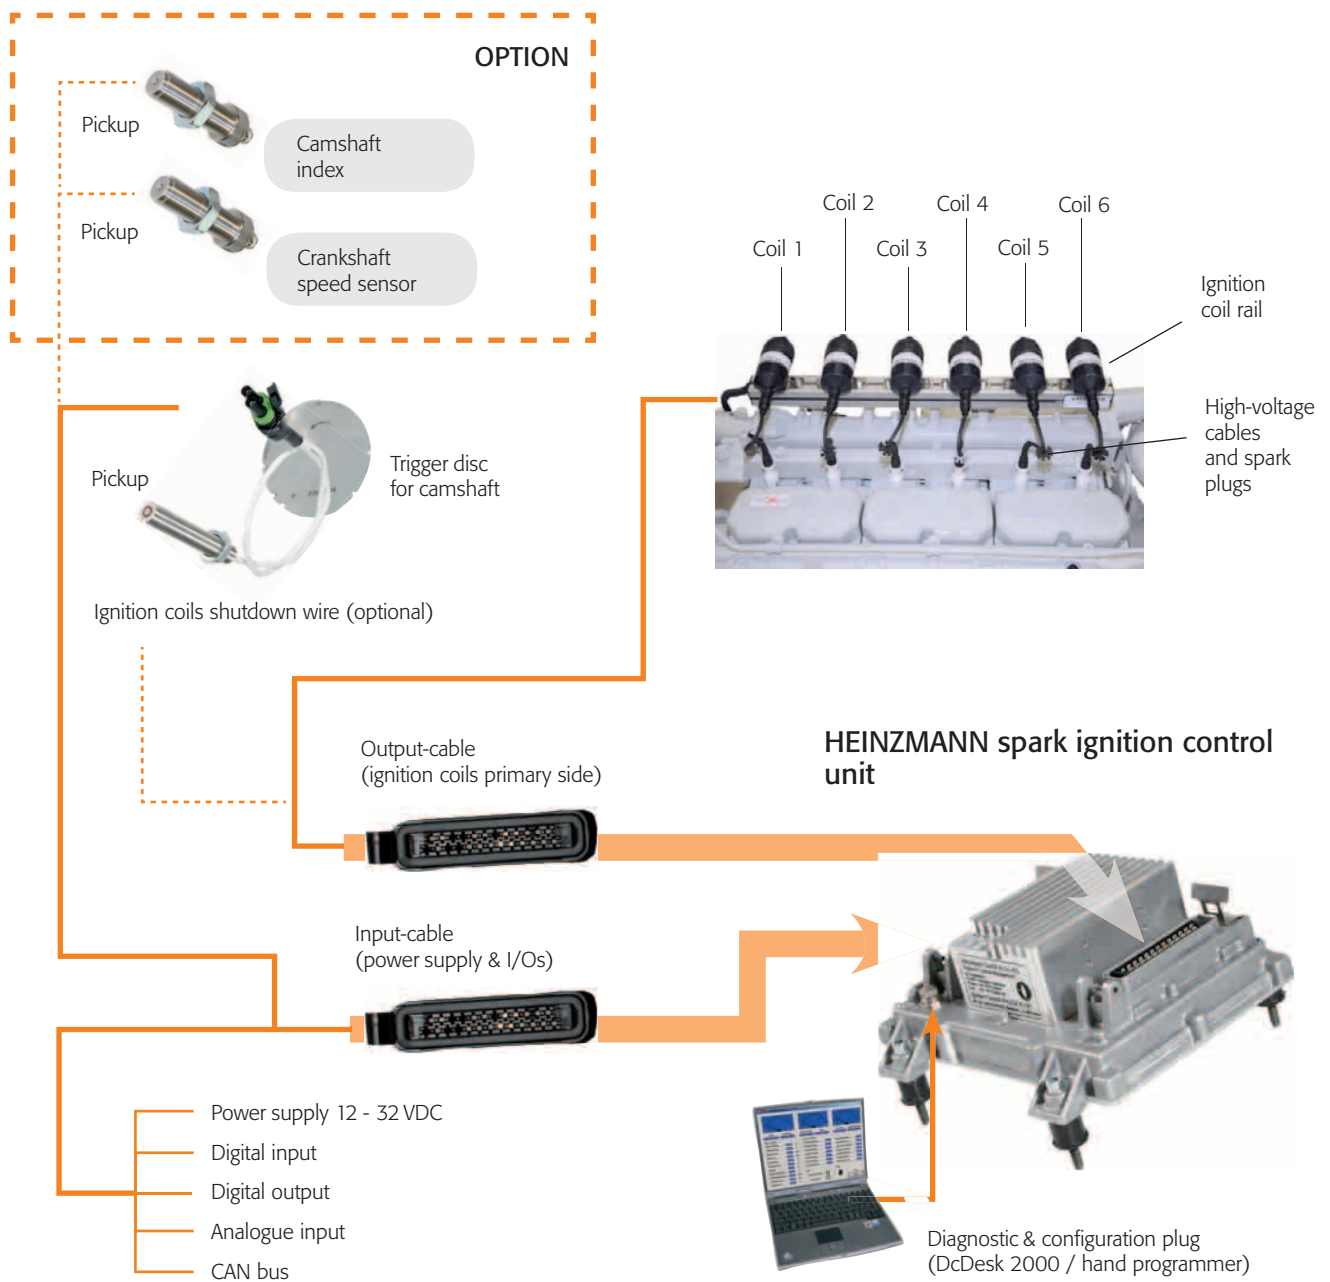 OPTION
Pickup
Camshaft
index
Pickup
Crankshaft
speed sensor
Coil 1
Coil 2
Coil 3
Coil 4
Coil 5
Coil 6
Ignition
coil rail
High-voltage
cables
and spark
plugs
Pickup
Trigger disc
for camshaft
Ignition coils shutdown wire (optional)
Output-cable
(ignition coils primary side)
HEINZMANN spark ignition control
unit
Input-cable
(power supply & I/Os)
Power supply 12 - 32 VDC
Digital input
Digital output
Analogue input
CAN bus
Diagnostic & configuration plug
(DcDesk 2000 / hand programmer)